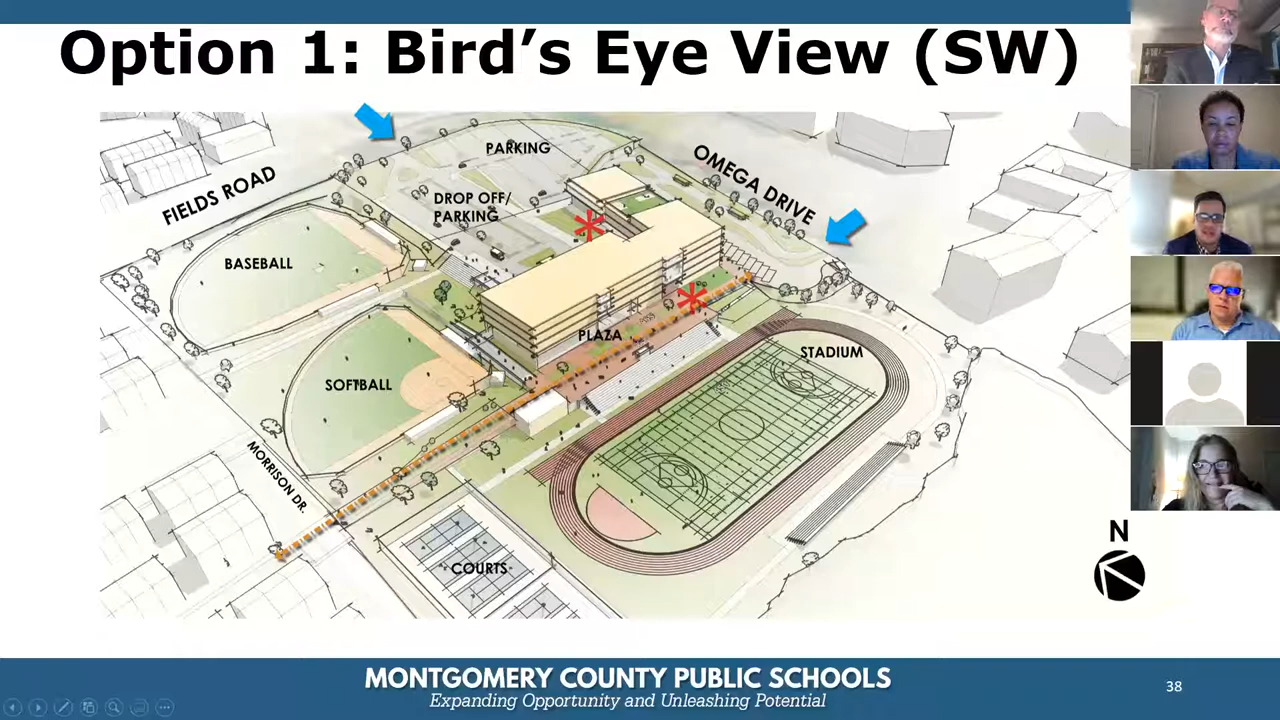 Option 1: Bird's Eye View (SW)
PARKING
OMEGA DRIVE
FIELDS ROAD
DROP OFF/
PARKING
BASEBALL
PLAZA
STADIUM
SOFTBALL
MORRISON DR.
COURTS
N
MONTGOMERY COUNTY PUBLIC SCHOOLS
Expanding Opportunity and Unleashing Potential
38